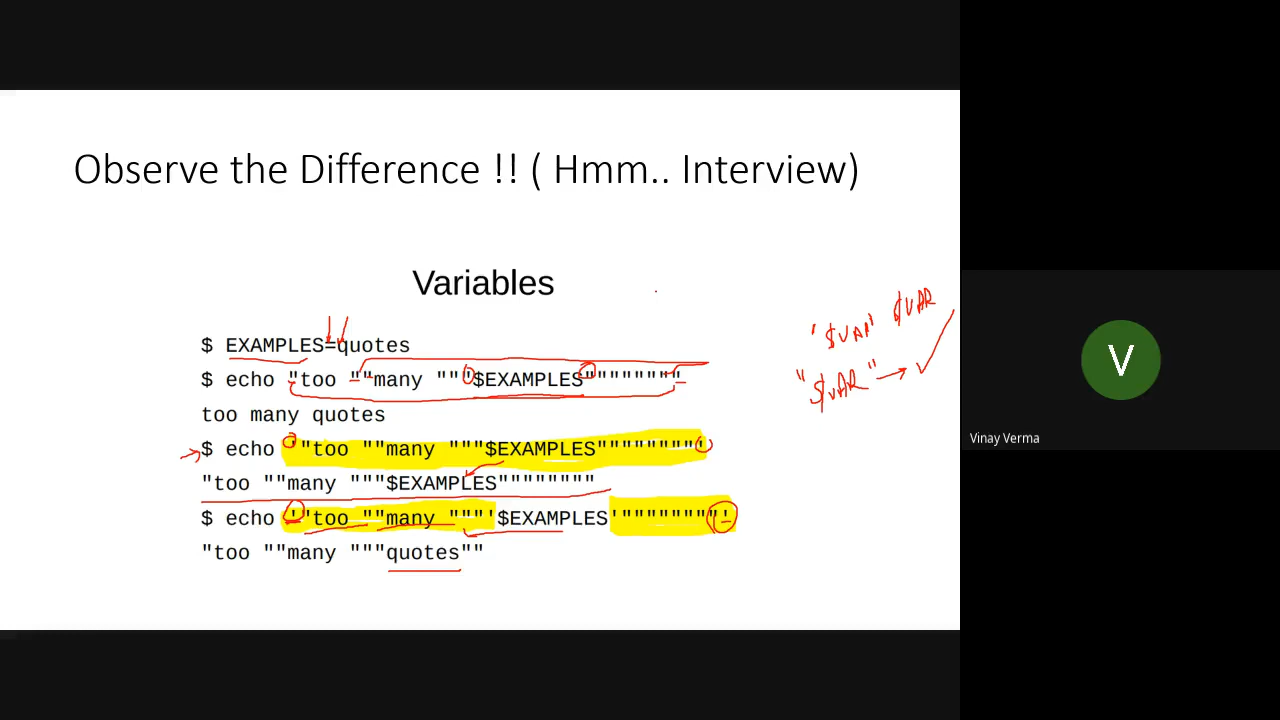 Observe the Difference !! ( Hmm.. Interview)
Variables
$ EXAMPLES=quotes
$ echo "too ""many """$EXAMPLES""""""""
too many quotes
$ echo '"too ""many """$EXAMPLES""""""""'
"too ""many """$EXAMPLES""""""""
$ echo '"too ""many """'$EXAMPLES'""""""""'
"too ""many """quotes""
'$VAR' $VAR
"$VAR" → ✓
V
Vinay Verma